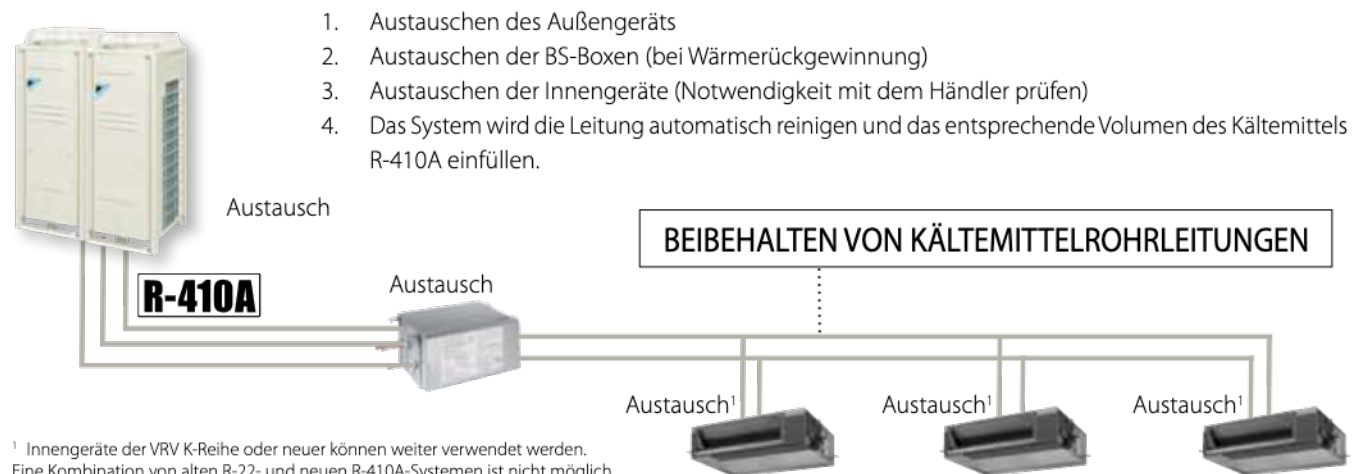 1. Austauschen des Außengeräts
2. Austauschen der BS-Boxen (bei Wärmerückgewinnung)
3. Austauschen der Innengeräte (Notwendigkeit mit dem Händler prüfen)
4. Das System wird die Leitung automatisch reinigen und das entsprechende Volumen des Kältemittels
R-410A einfüllen.
Austausch
BEIBEHALTEN VON KÄLTEMITTELROHRLEITUNGEN
R-410A
Austausch
Austausch¹
Austausch¹
Austausch¹
¹ Innengeräte der VRV K-Reihe oder neuer können weiter verwendet werden.
Eine Kombination von alten R-22- und neuen R-410A-Systemen ist nicht möglich